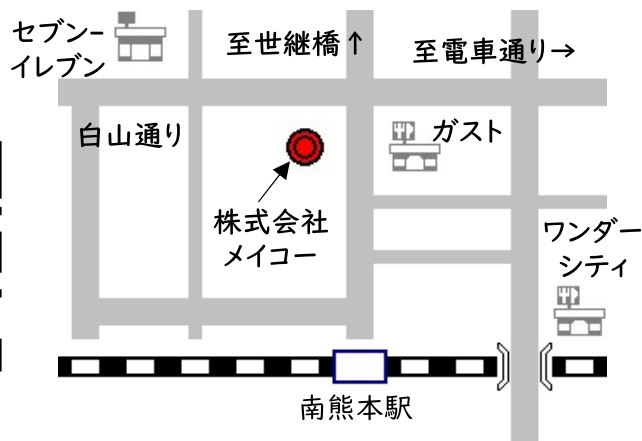 セブン-
イレブン
至世継橋↑
至電車通り→
白山通り
ガスト
株式会社
メイコー
ワンダー
シティ
南熊本駅